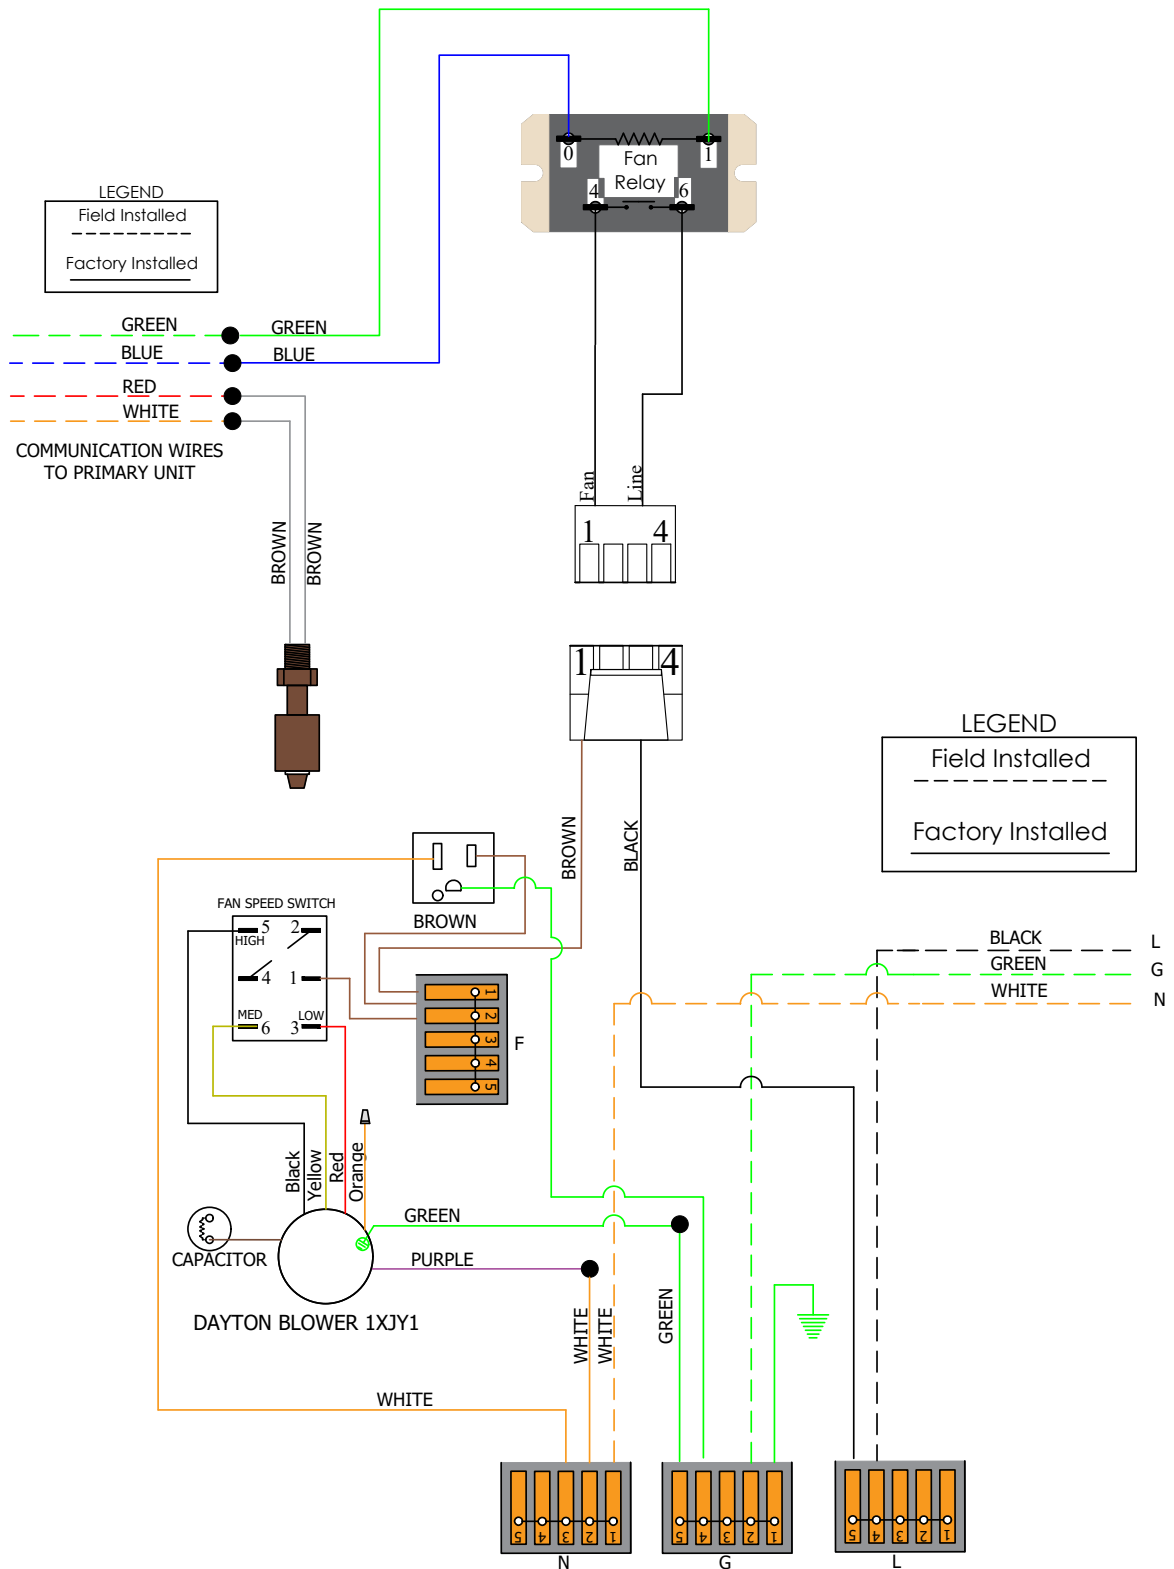 0
1
Fan
Relay
4
6
LEGEND
Field Installed
Factory Installed
GREEN
GREEN
BLUE
BLUE
RED
WHITE
COMMUNICATION WIRES
TO PRIMARY UNIT
BROWN
BROWN
Fan
Line
1
4
1
4
LEGEND
Field Installed
Factory Installed
BROWN
BLACK
BROWN
FAN SPEED SWITCH
5
2
HIGH
4
1
MED
6
3
LOW
1
2
3
4
5
F
BLACK
L
GREEN
G
WHITE
N
Black
Yellow
Red
Orange
CAPACITOR
GREEN
PURPLE
DAYTON BLOWER 1XJY1
WHITE
WHITE
GREEN
WHITE
5 4 3 2 1
N
5 4 3 2 1
G
5 4 3 2 1
L